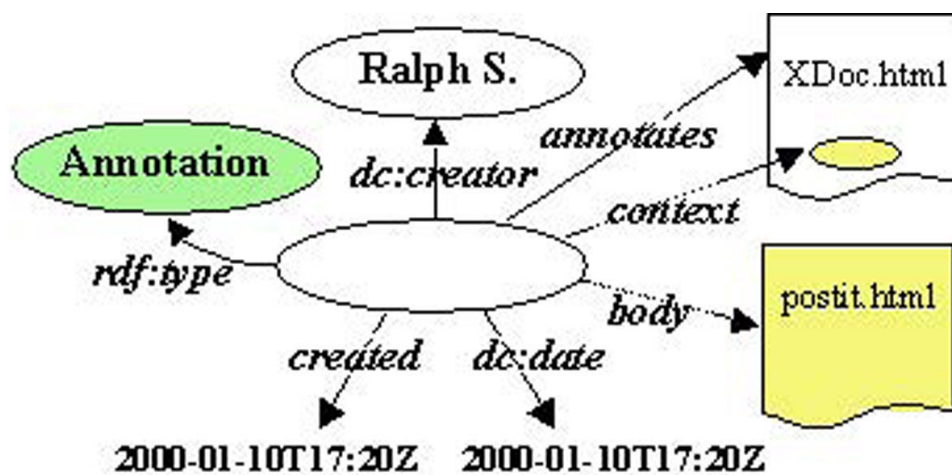 Ralph S.
XDoc.html
annotates
Annotation
dc:creator
context
rdf:type
body
postit.html
created
dc:date
2000-01-10T17:20Z
2000-01-10T17:20Z